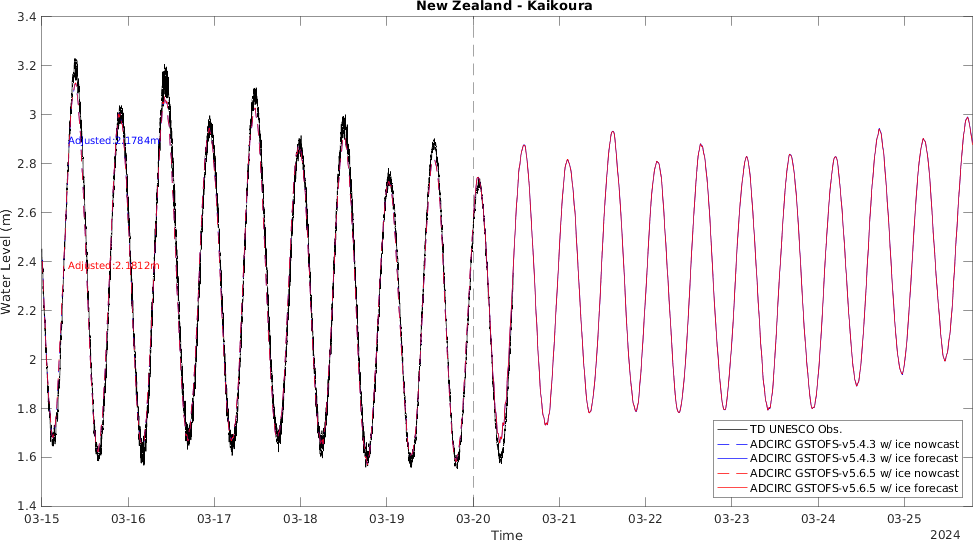 New Zealand - Kaikoura
3.4
3.2
3
2.8
2.6
2.4
2.2
2
1.8
1.6
1.4
Water Level (m)
Adjusted:2.1784m
Adjusted:2.1812m
TD UNESCO Obs.
ADCIRC GSTOFS-v5.4.3 w/ ice nowcast
ADCIRC GSTOFS-v5.4.3 w/ ice forecast
ADCIRC GSTOFS-v5.6.5 w/ ice nowcast
ADCIRC GSTOFS-v5.6.5 w/ ice forecast
03-15 03-16 03-17 03-18 03-19 03-20 03-21 03-22 03-23 03-24 03-25
Time
2024